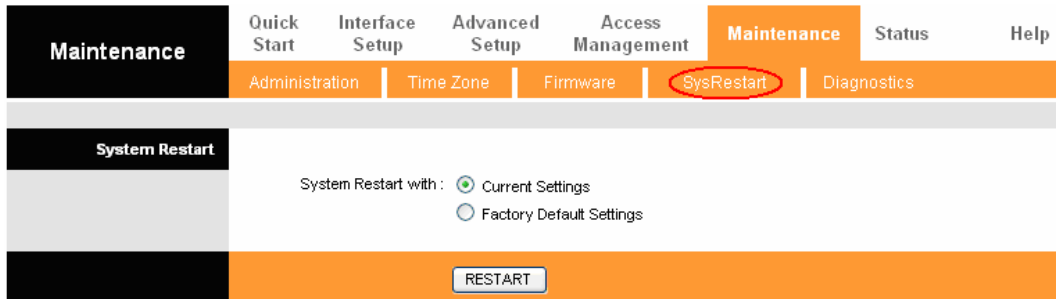 Maintenance
Quick Start
Interface Setup
Advanced Setup
Access Management
Maintenance
Status
Help
Administration
Time Zone
Firmware
SysRestart
Diagnostics
System Restart
System Restart with :
Current Settings
Factory Default Settings
RESTART